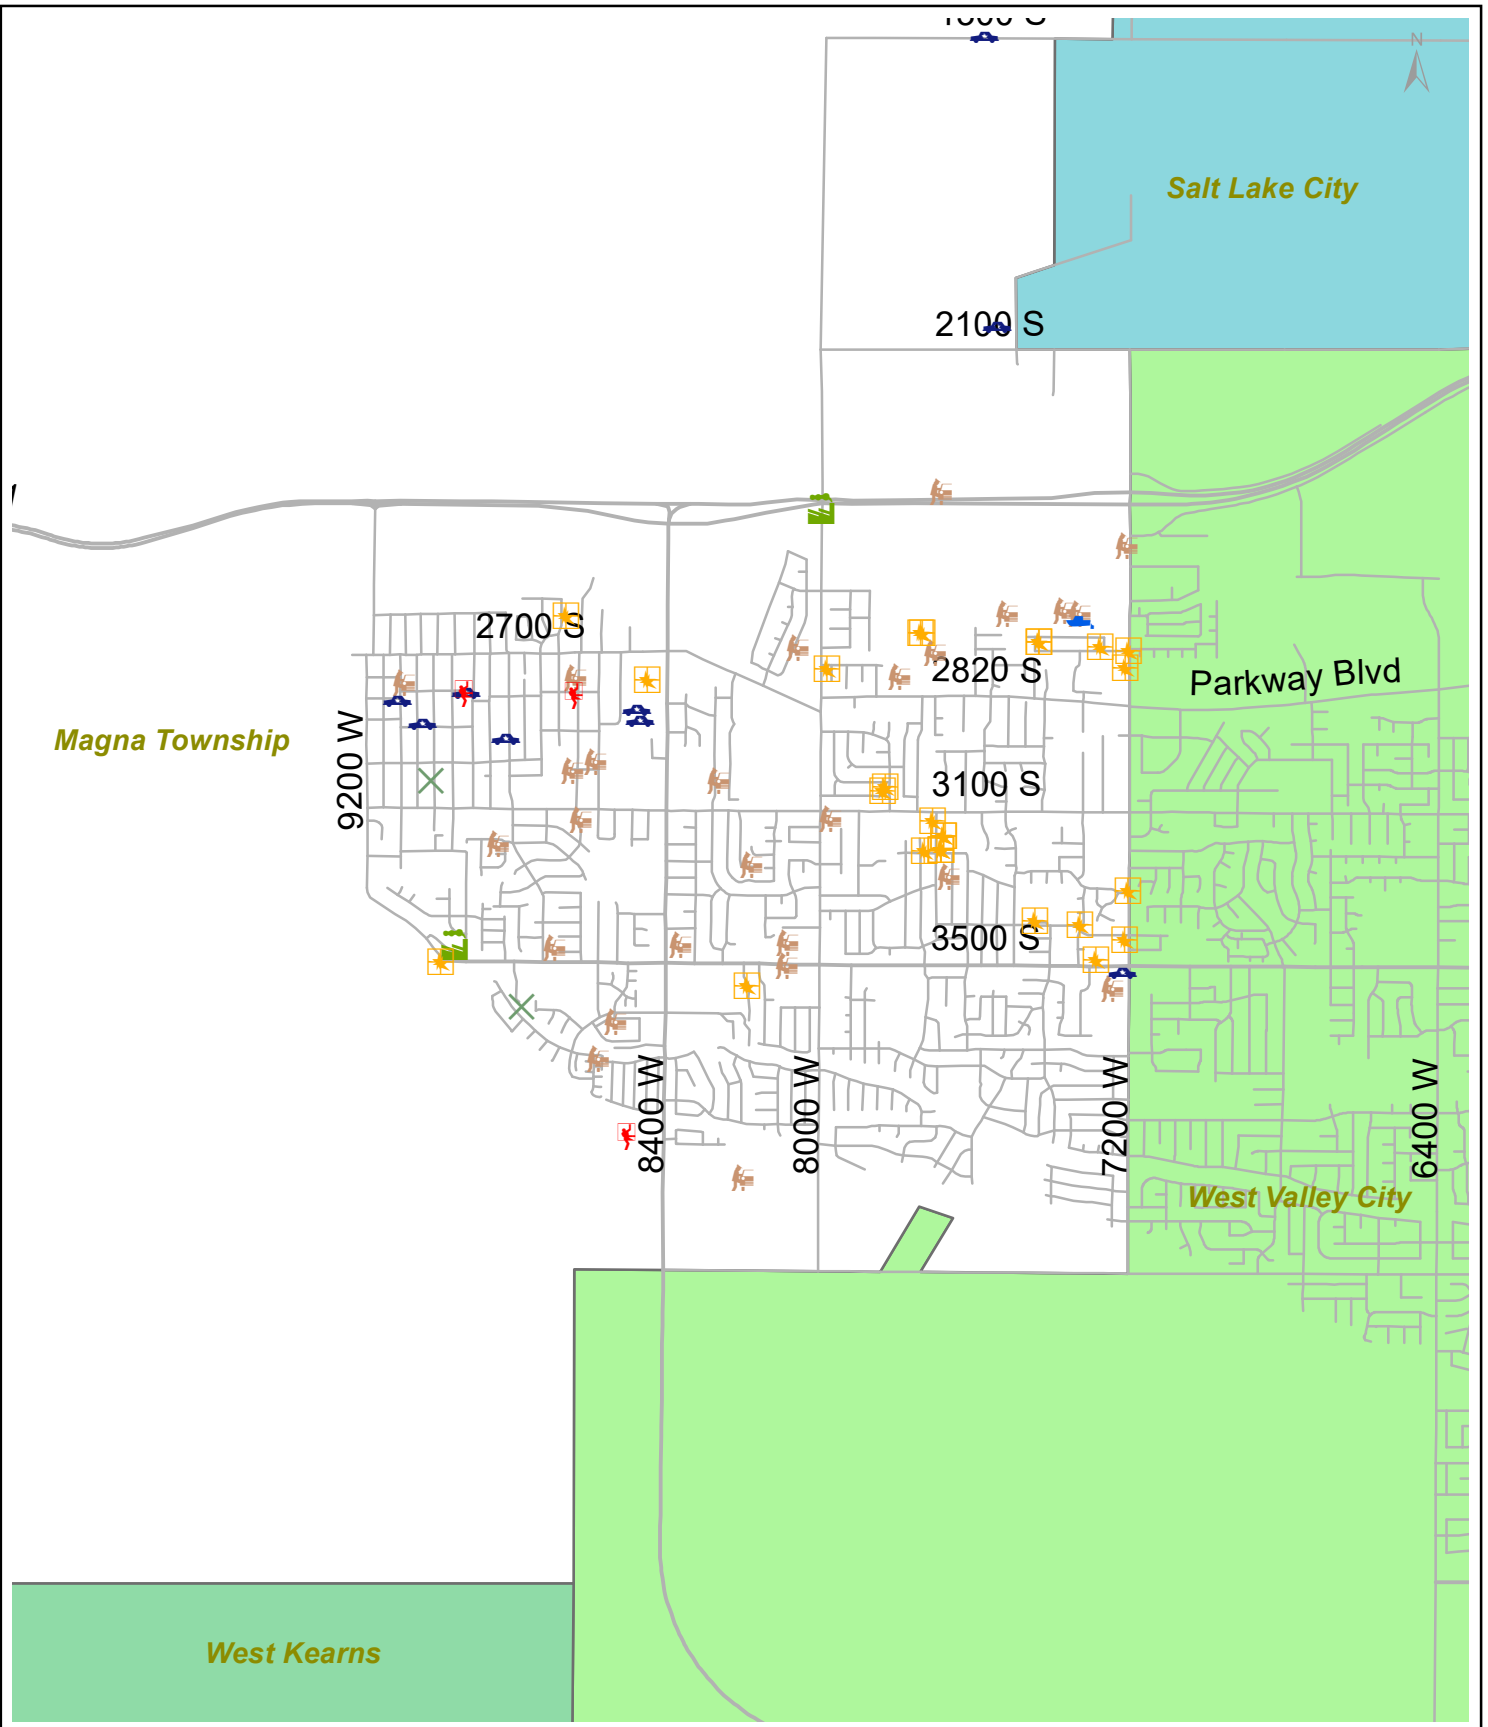 N
Salt Lake City
2100 S
2700 S
2820 S
Parkway Blvd
Magna Township
9200 W
3100 S
3500 S
8400 W
8000 W
7200 W
6400 W
West Valley City
West Kearns